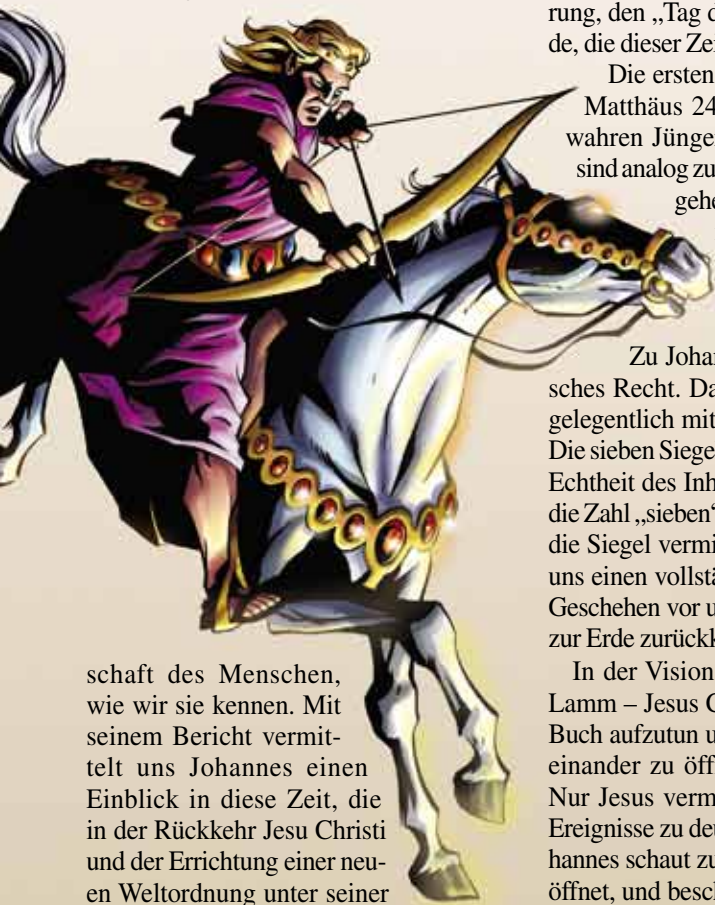 schaft des Menschen,
wie wir sie kennen. Mit
seinem Bericht vermit-
telt uns Johannes einen
Einblick in diese Zeit, die
in der Rückkehr Jesu Christi
und der Errichtung einer neu-
en Weltordnung unter seiner
rung, den „Tag d
de, die dieser Zei
Die ersten
Matthäus 24
wahren Jünger
sind analog zu
gehe
Zu Johan
sches Recht. Da
gelegentlich mit
Die sieben Siegel
Echtheit des Inh
die Zahl „sieben“
die Siegel vermi
uns einen vollstä
Geschehen vor u
zur Erde zurückk
In der Vision
Lamm – Jesus C
Buch aufzutun u
einander zu öff
Nur Jesus verm
Ereignisse zu deu
hannes schaut zu
öffnet, und besch